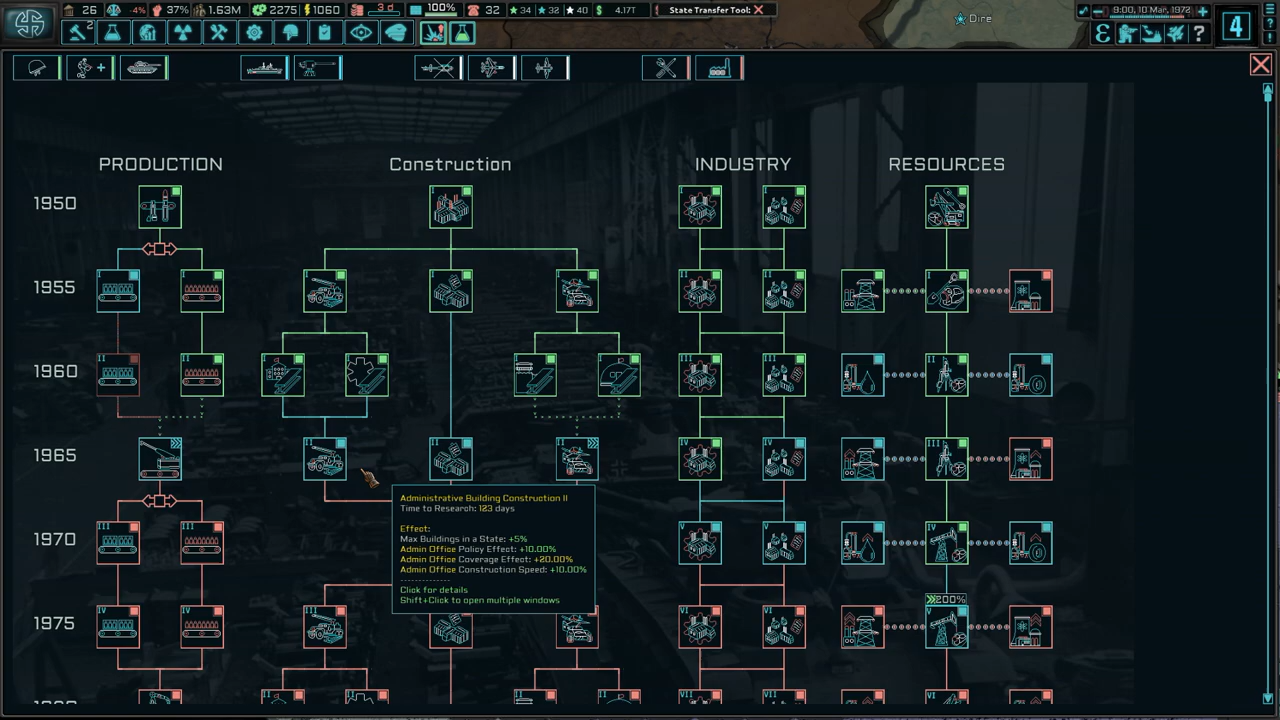 26 -4% 37% 1.63M 2275 1060 3 d 100% 32 34 32 40 $ 4.17T State Transfer Tool:
9:00, 10 Mar, 1972
4
Dire
PRODUCTION Construction INDUSTRY RESOURCES
1950
1955
1960
1965
1970
1975
200%
Administrative Building Construction II
Time to Research: 123 days
Effect:
Max Buildings in a State: +5%
Admin Office Policy Effect: +10.00%
Admin Office Coverage Effect: +20.00%
Admin Office Construction Speed: +10.00%
-------------
Click for details
Shift+Click to open multiple windows